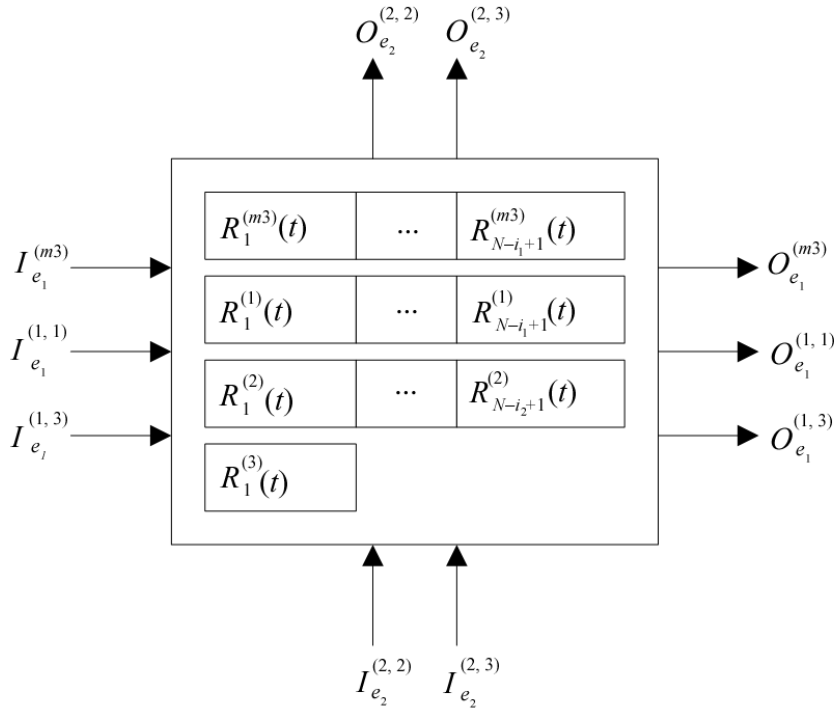 O_{e_2}^{(2, 2)} O_{e_2}^{(2, 3)}
R_1^{(m3)}(t) ... R_{N-i_1+1}^{(m3)}(t)
I_{e_1}^{(m3)} O_{e_1}^{(m3)}
R_1^{(1)}(t) ... R_{N-i_1+1}^{(1)}(t)
I_{e_1}^{(1, 1)} O_{e_1}^{(1, 1)}
R_1^{(2)}(t) ... R_{N-i_2+1}^{(2)}(t)
I_{e_1}^{(1, 3)} O_{e_1}^{(1, 3)}
R_1^{(3)}(t)
I_{e_2}^{(2, 2)} I_{e_2}^{(2, 3)}